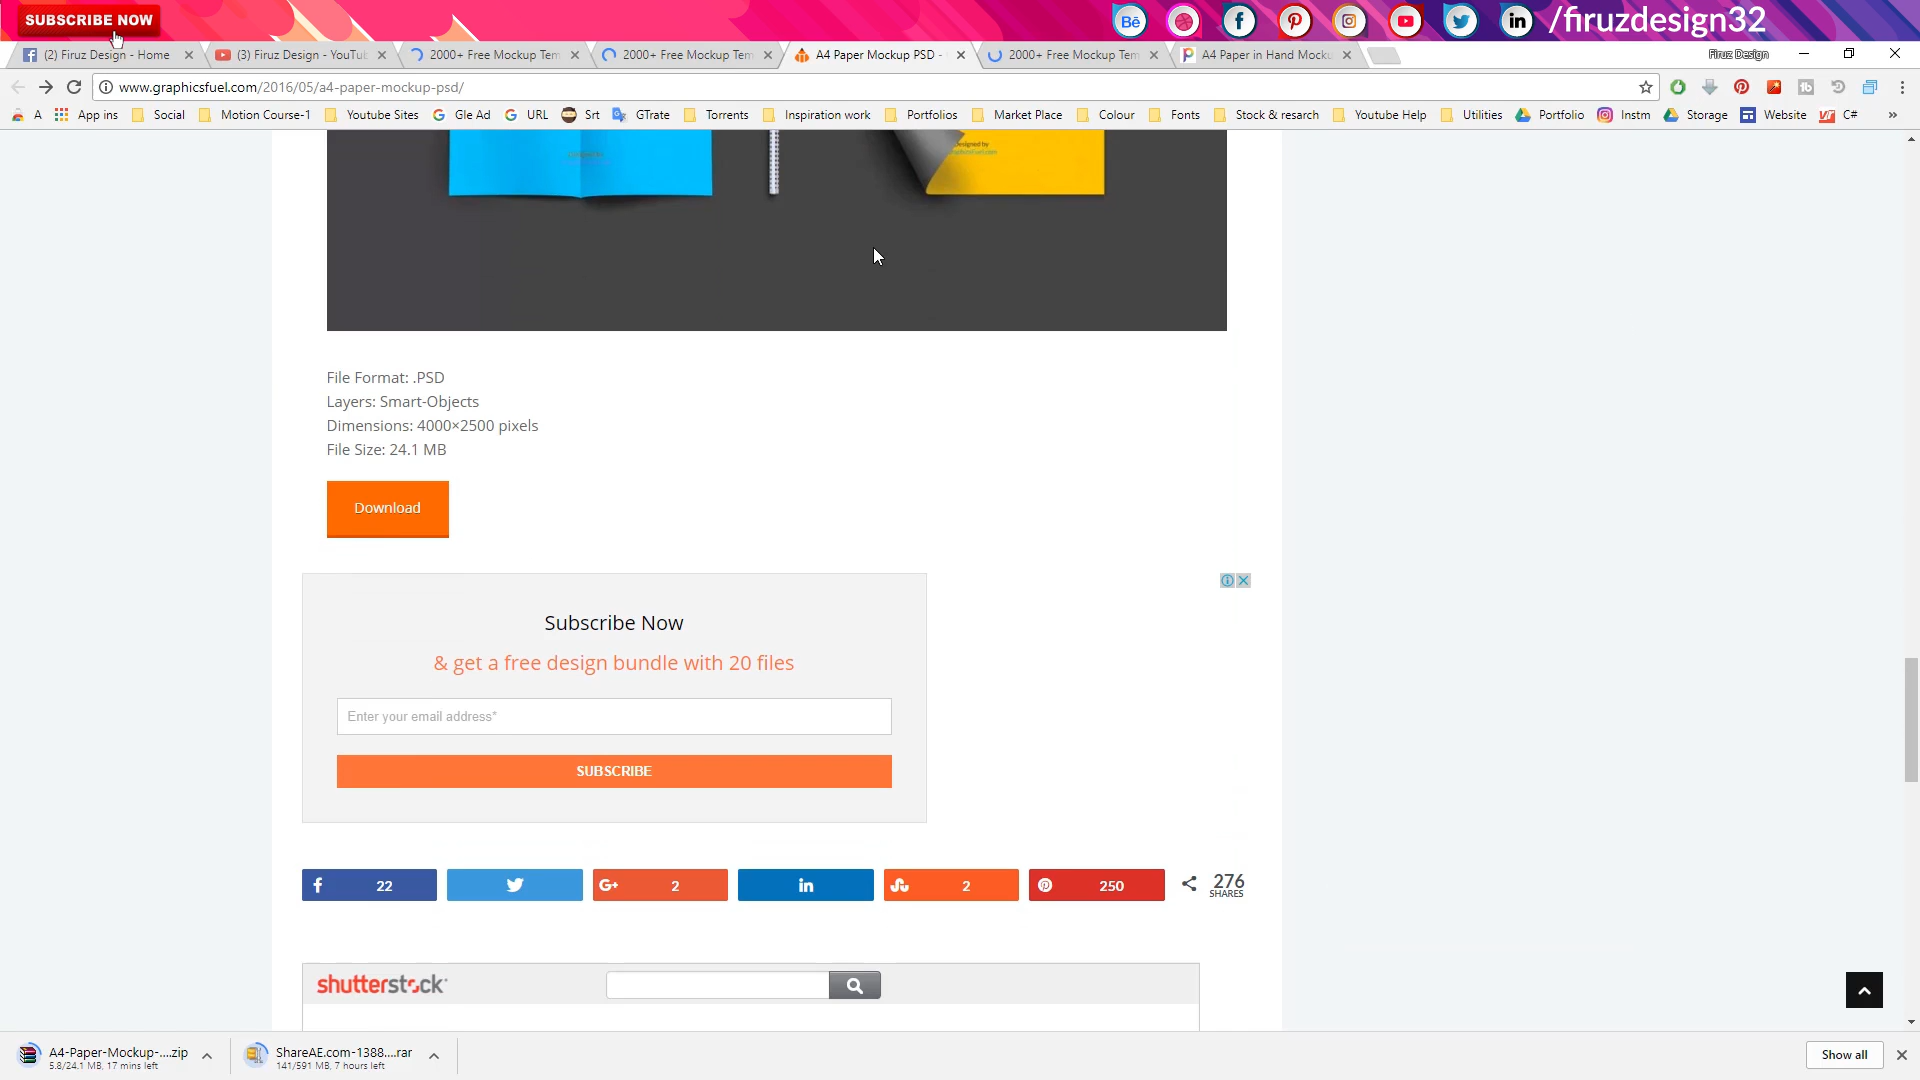 SUBSCRIBE NOW
Bē
/firuzdesign32
(2) Firuz Design - Home
(3) Firuz Design - YouTub
2000+ Free Mockup Tem
2000+ Free Mockup Tem
A4 Paper Mockup PSD -
2000+ Free Mockup Tem
A4 Paper in Hand Mocku
Firuz Design
www.graphicsfuel.com/2016/05/a4-paper-mockup-psd/
A
App ins
Social
Motion Course-1
Youtube Sites
Gle Ad
URL
Srt
GTrate
Torrents
Inspiration work
Portfolios
Market Place
Colour
Fonts
Stock & resarch
Youtube Help
Utilities
Portfolio
Instm
Storage
Website
C#
»
File Format: .PSD
Layers: Smart-Objects
Dimensions: 4000×2500 pixels
File Size: 24.1 MB
Download
Subscribe Now
& get a free design bundle with 20 files
Enter your email address*
SUBSCRIBE
22
2
2
250
276
SHARES
shutterstock
A4-Paper-Mockup-....zip
5.8/24.1 MB, 17 mins left
ShareAE.com-1388....rar
141/591 MB, 7 hours left
Show all